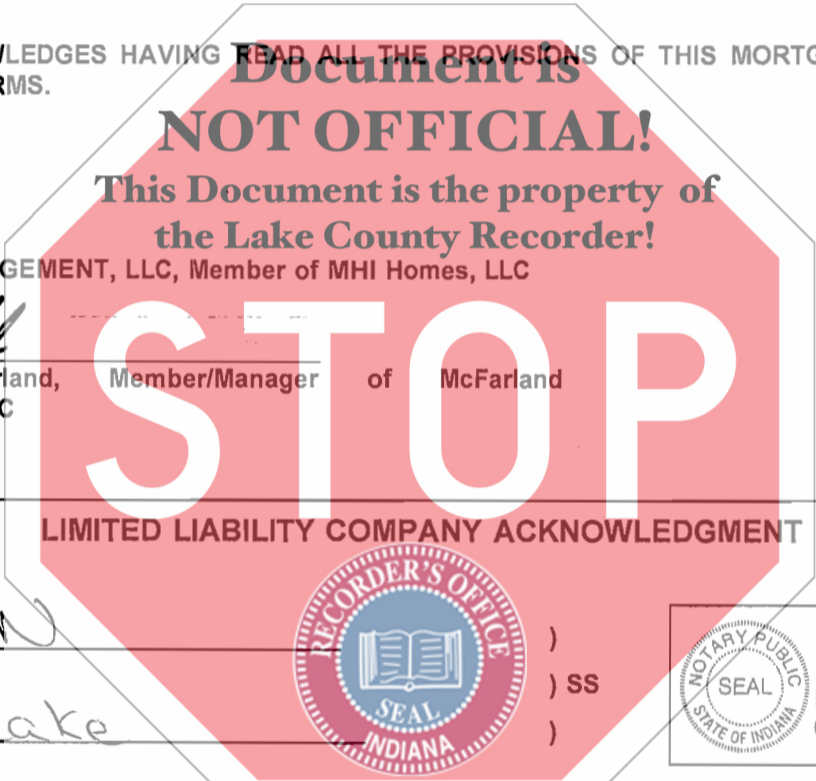 WLEDGES HAVING READ ALL THE PROVISIONS OF THIS MORTG
RMS.
Document is
NOT OFFICIAL!
This Document is the property of
the Lake County Recorder!
GEMENT, LLC, Member of MHI Homes, LLC
STOP
land, Member/Manager of McFarland
C
LIMITED LIABILITY COMPANY ACKNOWLEDGMENT
RECORDER'S OFFICE
SEAL
INDIANA
N )
) SS
ake )
NOTARY PUBLIC
SEAL
STATE OF INDIANA